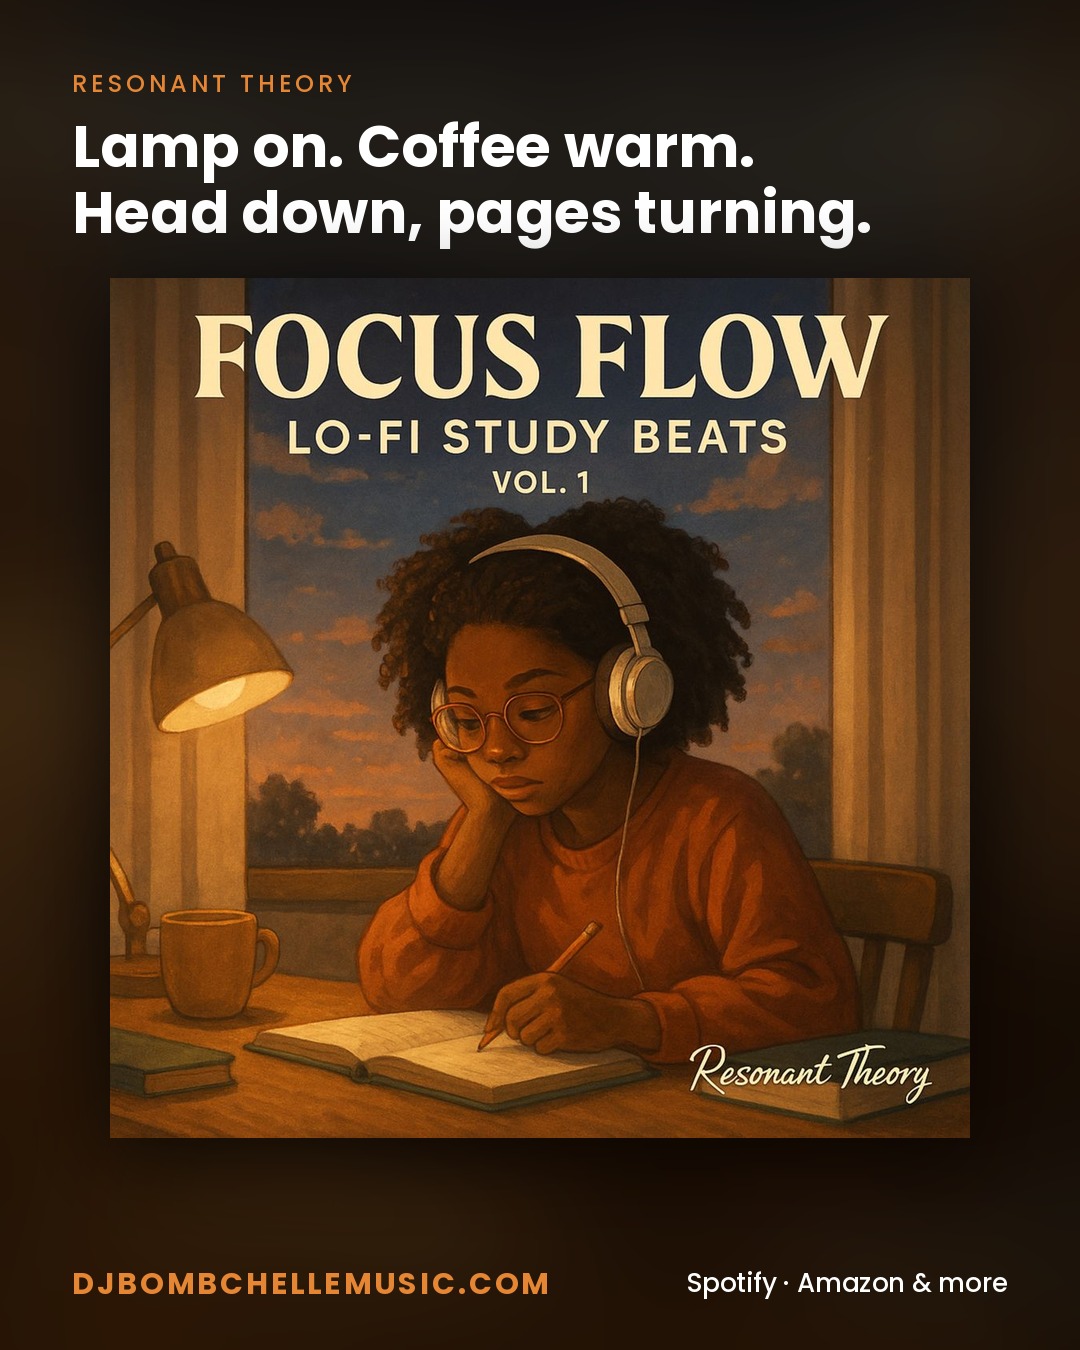 RESONANT THEORY
Lamp on. Coffee warm.
Head down, pages turning.
FOCUS FLOW
LO-FI STUDY BEATS
VOL. 1
Resonant Theory
DJBOMBCHELLEMUSIC.COM
Spotify · Amazon & more